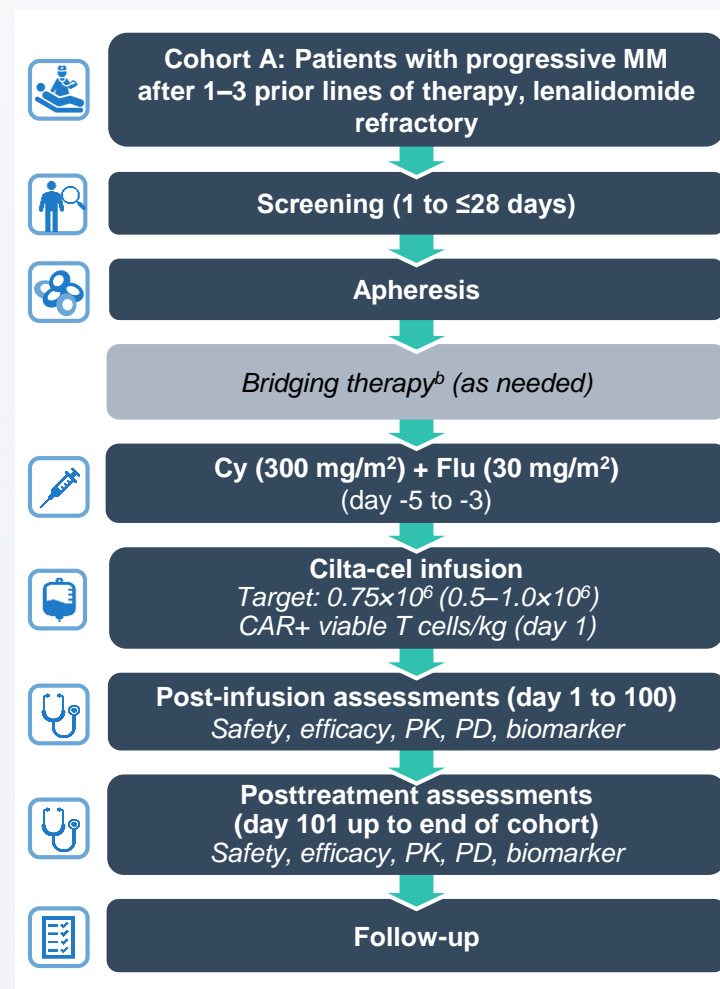 Cohort A: Patients with progressive MM
after 1–3 prior lines of therapy, lenalidomide
refractory
Screening (1 to ≤28 days)
Apheresis
Bridging therapyᵇ (as needed)
Cy (300 mg/m²) + Flu (30 mg/m²)
(day -5 to -3)
Cilta-cel infusion
Target: 0.75×10⁶ (0.5–1.0×10⁶)
CAR+ viable T cells/kg (day 1)
Post-infusion assessments (day 1 to 100)
Safety, efficacy, PK, PD, biomarker
Posttreatment assessments
(day 101 up to end of cohort)
Safety, efficacy, PK, PD, biomarker
Follow-up